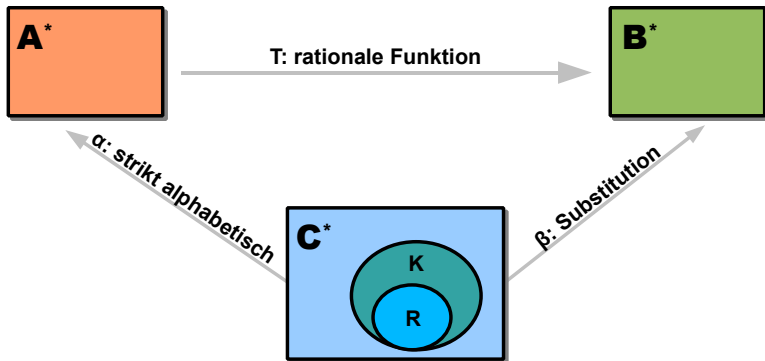 A*
B*
T: rationale Funktion
α: strikt alphabetisch
β: Substitution
C*
K
R